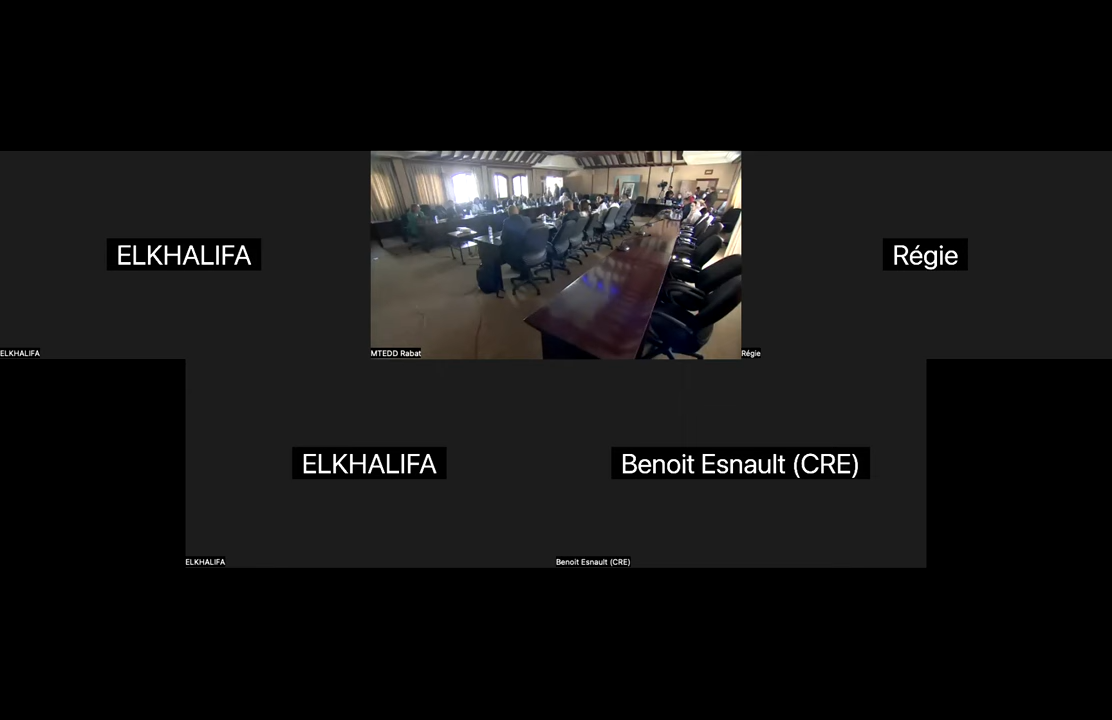 ELKHALIFA
Régie
ELKHALIFA
MTEDD Rabat
Régie
ELKHALIFA
Benoit Esnault (CRE)
ELKHALIFA
Benoit Esnault (CRE)